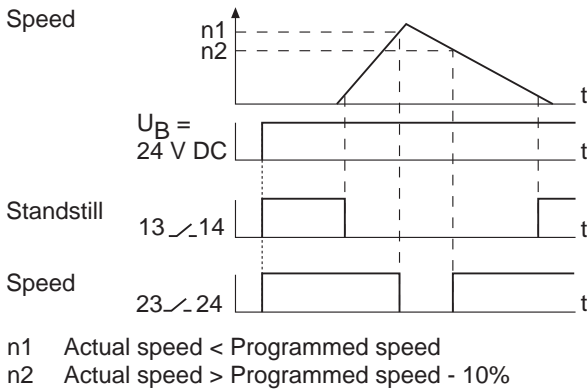 Speed
n1
n2
t
UB =
24 V DC
t
Standstill
13 14
t
Speed
23 24
t
n1 Actual speed < Programmed speed
n2 Actual speed > Programmed speed - 10%